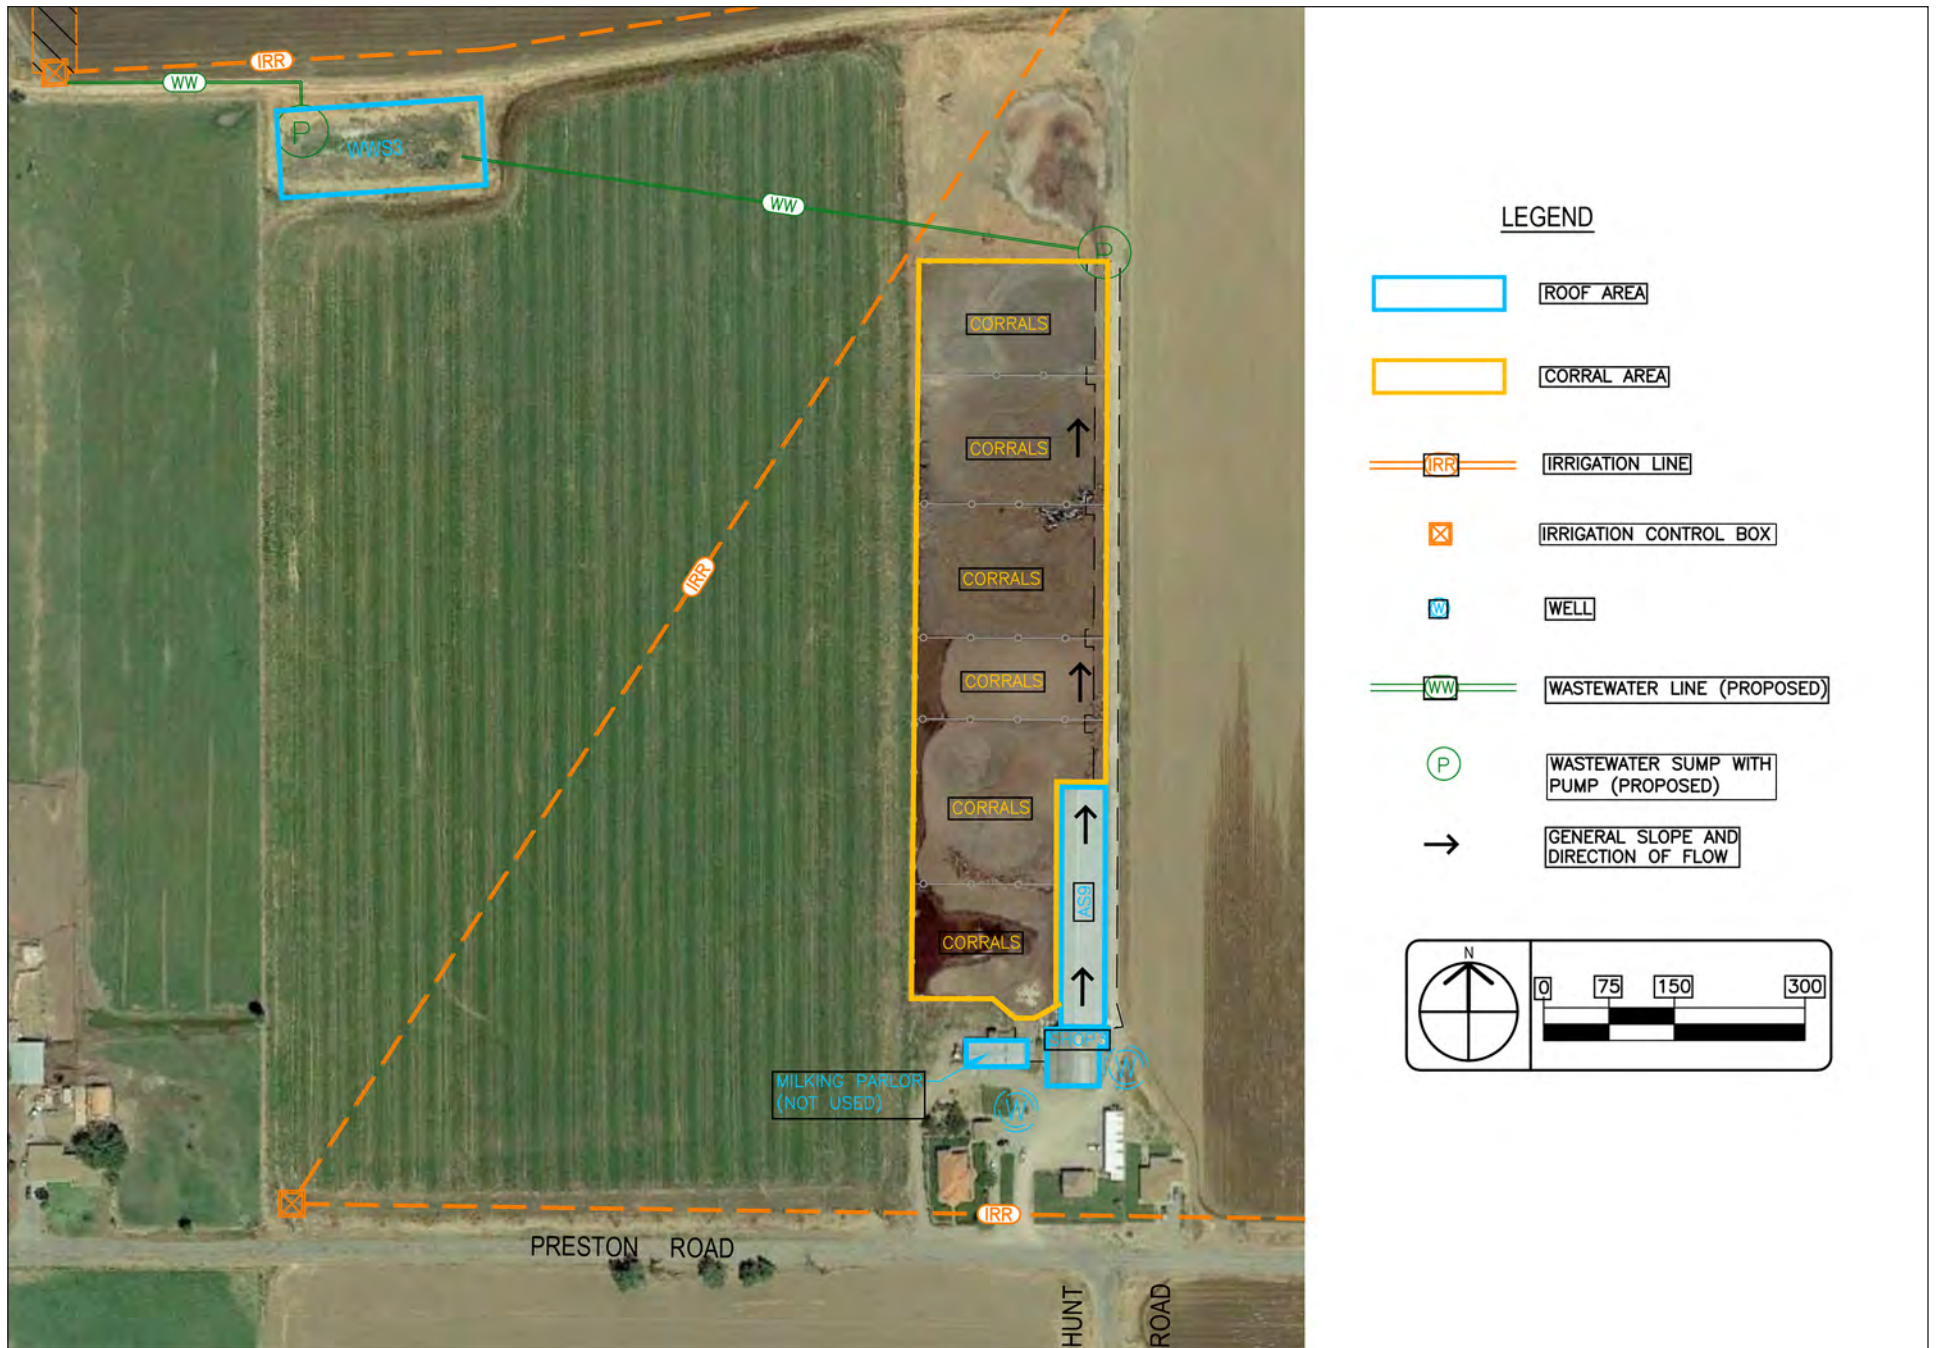 IRR
WW
P
WWS3
WW
P
CORRALS
CORRALS
IRR
CORRALS
CORRALS
CORRALS
AS9
CORRALS
SHOPS
MILKING PARLOR
(NOT USED)
W
W
IRR
PRESTON ROAD
HUNT ROAD
LEGEND
ROOF AREA
CORRAL AREA
IRR
IRRIGATION LINE
IRRIGATION CONTROL BOX
W
WELL
WW
WASTEWATER LINE (PROPOSED)
P
WASTEWATER SUMP WITH
PUMP (PROPOSED)
GENERAL SLOPE AND
DIRECTION OF FLOW
N
0 75 150 300